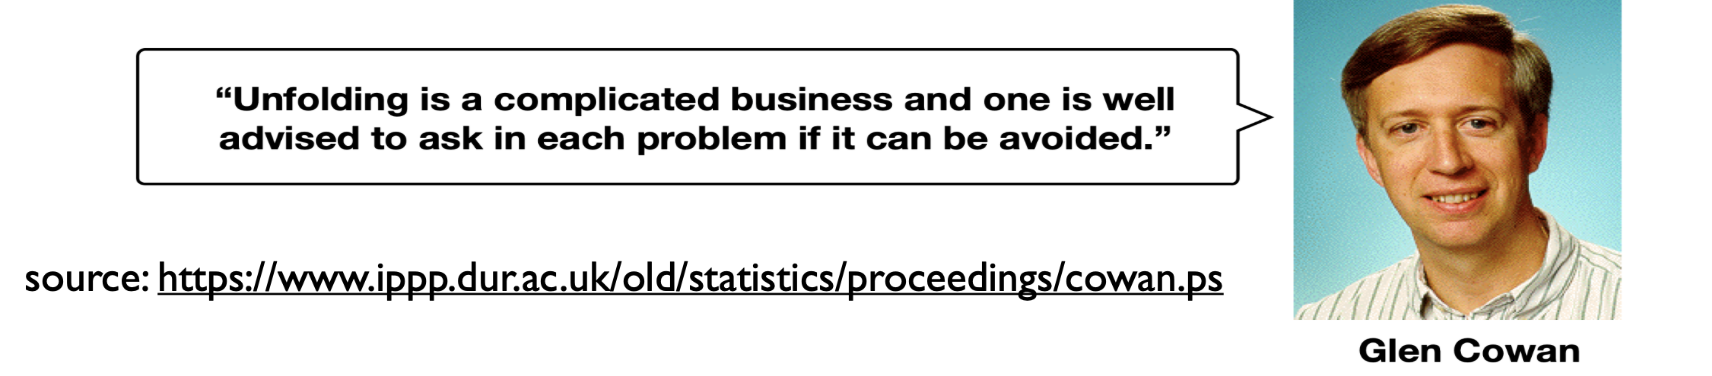 “Unfolding is a complicated business and one is well
advised to ask in each problem if it can be avoided.”
source: https://www.ippp.dur.ac.uk/old/statistics/proceedings/cowan.ps
Glen Cowan